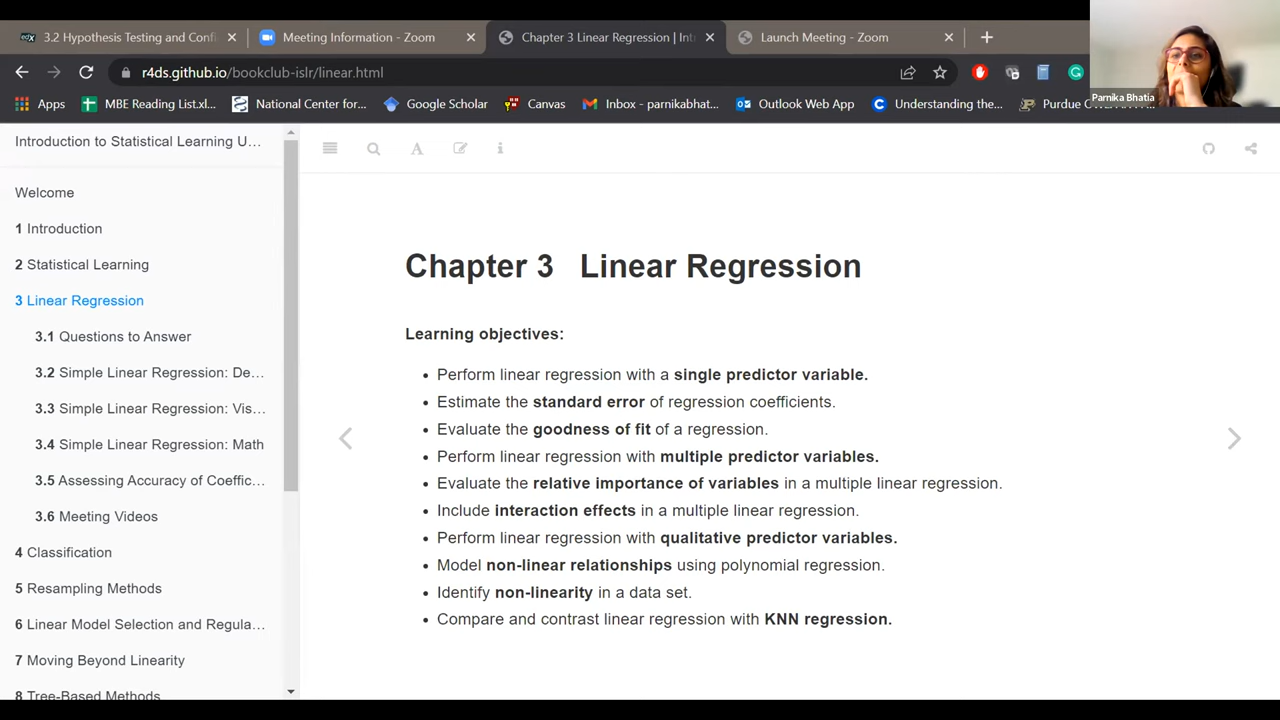 3.2 Hypothesis Testing and Confi
Meeting Information - Zoom
Chapter 3 Linear Regression | Int
Launch Meeting - Zoom
r4ds.github.io/bookclub-islr/linear.html
Apps
MBE Reading List.xl...
National Center for...
Google Scholar
Canvas
Inbox - parnikabhat...
Outlook Web App
Understanding the...
Purdue OWL
Parnika Bhatia
Introduction to Statistical Learning U...
Welcome
1 Introduction
2 Statistical Learning
3 Linear Regression
3.1 Questions to Answer
3.2 Simple Linear Regression: De...
3.3 Simple Linear Regression: Vis...
3.4 Simple Linear Regression: Math
3.5 Assessing Accuracy of Coeffic...
3.6 Meeting Videos
4 Classification
5 Resampling Methods
6 Linear Model Selection and Regula...
7 Moving Beyond Linearity
8 Tree-Based Methods
Chapter 3 Linear Regression
Learning objectives:
• Perform linear regression with a single predictor variable.
• Estimate the standard error of regression coefficients.
• Evaluate the goodness of fit of a regression.
• Perform linear regression with multiple predictor variables.
• Evaluate the relative importance of variables in a multiple linear regression.
• Include interaction effects in a multiple linear regression.
• Perform linear regression with qualitative predictor variables.
• Model non-linear relationships using polynomial regression.
• Identify non-linearity in a data set.
• Compare and contrast linear regression with KNN regression.